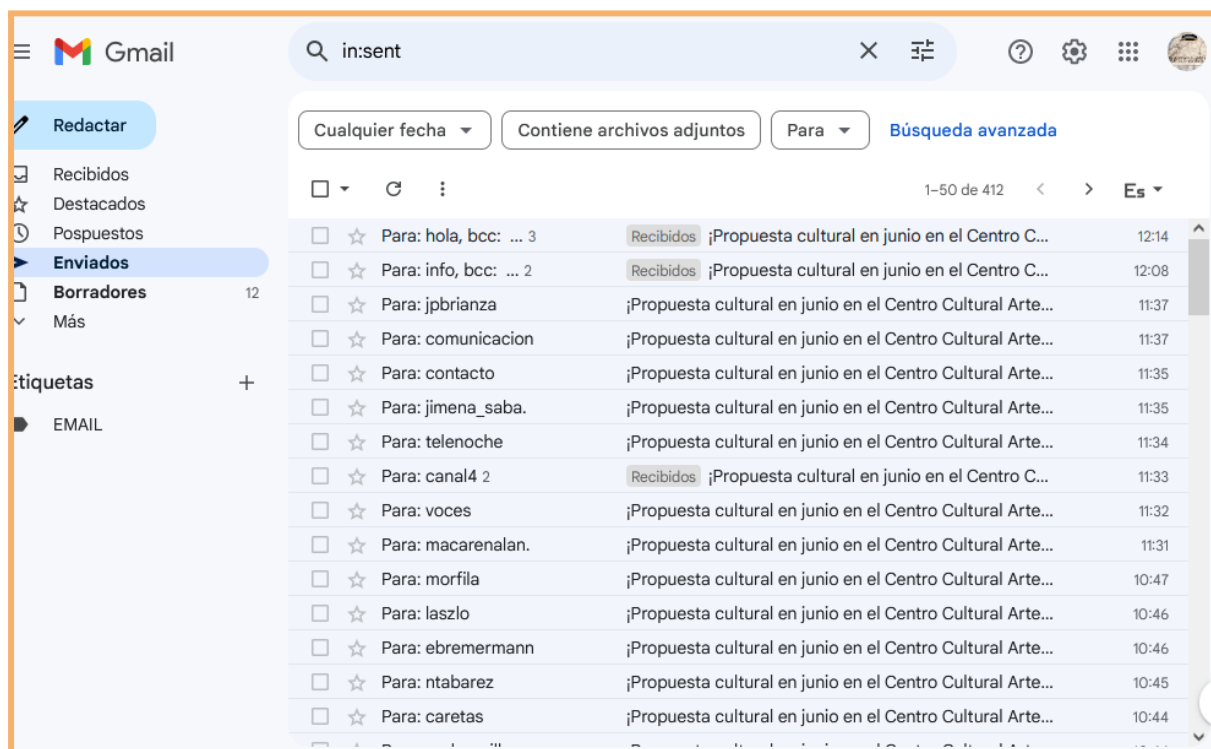 Gmail
in:sent
Redactar
Recibidos
Destacados
Pospuestos
Enviados
Borradores 12
Más
Etiquetas
EMAIL
Cualquier fecha Contiene archivos adjuntos Para Búsqueda avanzada
1–50 de 412 Es
Para: hola, bcc: ... 3 Recibidos ¡Propuesta cultural en junio en el Centro C... 12:14
Para: info, bcc: ... 2 Recibidos ¡Propuesta cultural en junio en el Centro C... 12:08
Para: jpbrianza ¡Propuesta cultural en junio en el Centro Cultural Arte... 11:37
Para: comunicacion ¡Propuesta cultural en junio en el Centro Cultural Arte... 11:37
Para: contacto ¡Propuesta cultural en junio en el Centro Cultural Arte... 11:35
Para: jimena_saba. ¡Propuesta cultural en junio en el Centro Cultural Arte... 11:35
Para: telenoche ¡Propuesta cultural en junio en el Centro Cultural Arte... 11:34
Para: canal4 2 Recibidos ¡Propuesta cultural en junio en el Centro C... 11:33
Para: voces ¡Propuesta cultural en junio en el Centro Cultural Arte... 11:32
Para: macarenalan. ¡Propuesta cultural en junio en el Centro Cultural Arte... 11:31
Para: morfila ¡Propuesta cultural en junio en el Centro Cultural Arte... 10:47
Para: laszlo ¡Propuesta cultural en junio en el Centro Cultural Arte... 10:46
Para: ebremermann ¡Propuesta cultural en junio en el Centro Cultural Arte... 10:46
Para: ntabarez ¡Propuesta cultural en junio en el Centro Cultural Arte... 10:45
Para: caretas ¡Propuesta cultural en junio en el Centro Cultural Arte... 10:44